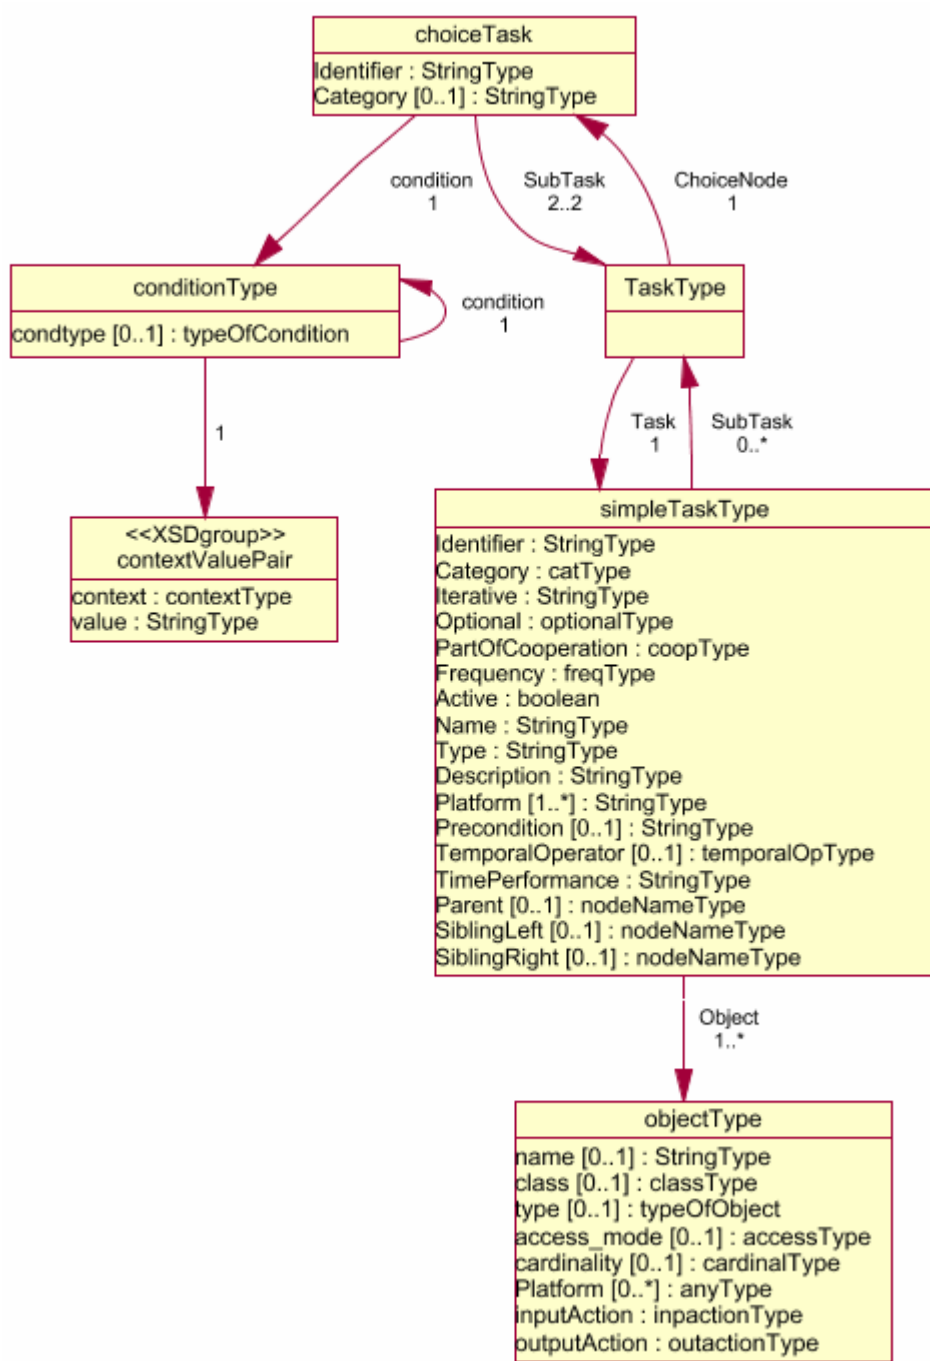 choiceTask
Identifier : StringType
Category [0..1] : StringType
condition
1
SubTask
2..2
ChoiceNode
1
conditionType
condtype [0..1] : typeOfCondition
condition
1
TaskType
1
Task
1
SubTask
0..*
<<XSDgroup>>
contextValuePair
context : contextType
value : StringType
simpleTaskType
Identifier : StringType
Category : catType
Iterative : StringType
Optional : optionalType
PartOfCooperation : coopType
Frequency : freqType
Active : boolean
Name : StringType
Type : StringType
Description : StringType
Platform [1..*] : StringType
Precondition [0..1] : StringType
TemporalOperator [0..1] : temporalOpType
TimePerformance : StringType
Parent [0..1] : nodeNameType
SiblingLeft [0..1] : nodeNameType
SiblingRight [0..1] : nodeNameType
Object
1..*
objectType
name [0..1] : StringType
class [0..1] : classType
type [0..1] : typeOfObject
access_mode [0..1] : accessType
cardinality [0..1] : cardinalType
Platform [0..*] : anyType
inputAction : inpactionType
outputAction : outactionType